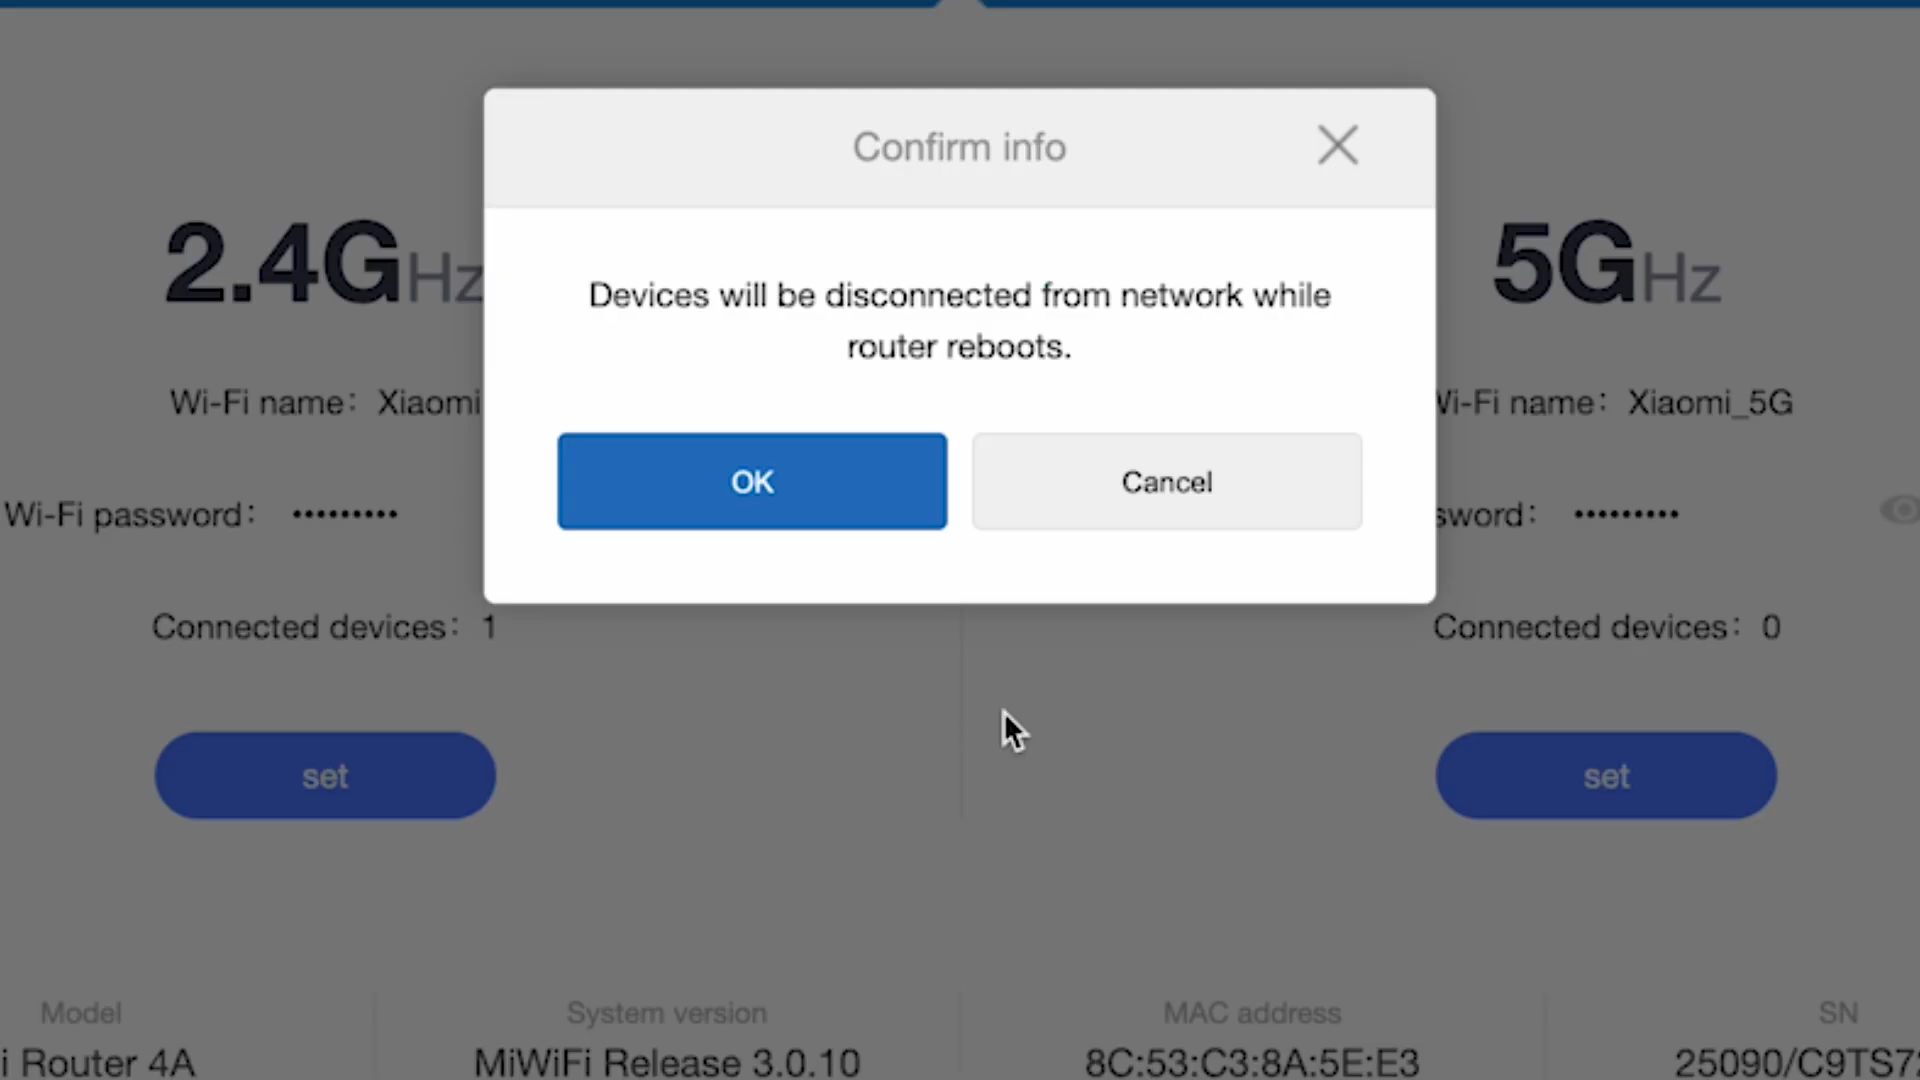 Confirm info
Devices will be disconnected from network while
router reboots.
OK
Cancel
2.4GHz
Wi-Fi name: Xiaomi
Wi-Fi password: •••••••••
Connected devices: 1
set
5GHz
Wi-Fi name: Xiaomi_5G
sword: •••••••••
Connected devices: 0
set
Model
i Router 4A
System version
MiWiFi Release 3.0.10
MAC address
8C:53:C3:8A:5E:E3
SN
25090/C9TS7